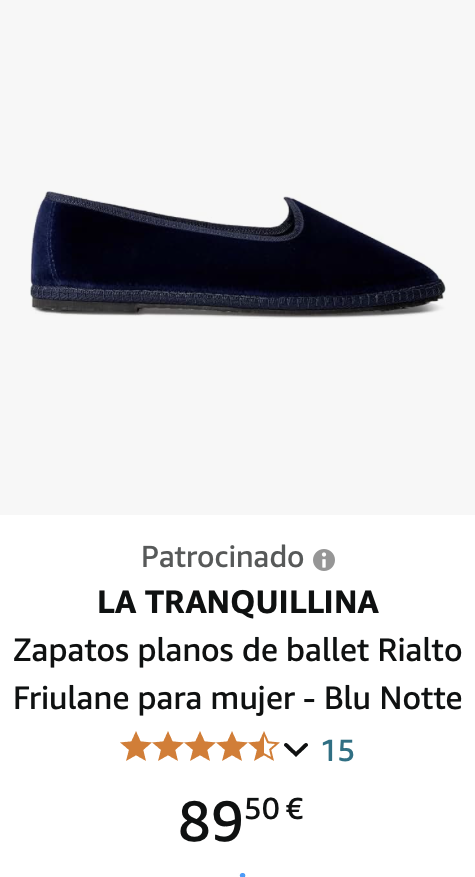 Patrocinado
LA TRANQUILLINA
Zapatos planos de ballet Rialto
Friulane para mujer - Blu Notte
15
89,50 €